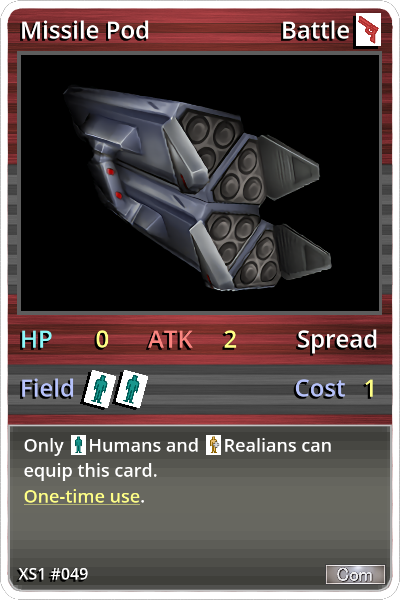 Missile Pod Battle
HP 0 ATK 2 Spread
Field Cost 1
Only Humans and Realians can
equip this card.
One-time use.
XS1 #049 Com